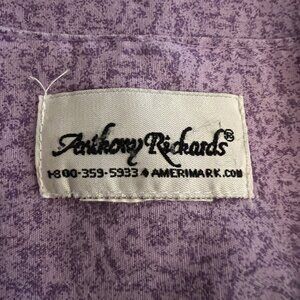 Anthony Richards®
1-800-359-5933 ♦ AMERIMARK.COM